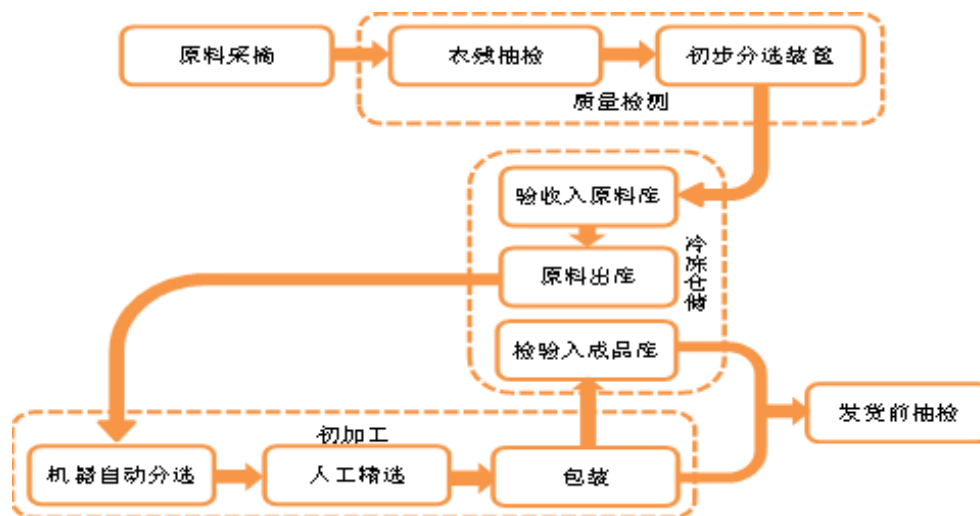 原料采摘
农残抽检
初步分选装筐
质量检测
验收入原料库
原料出库
冷冻仓储
检验入成品库
发货前抽检
初加工
机器自动分选
人工精选
包装